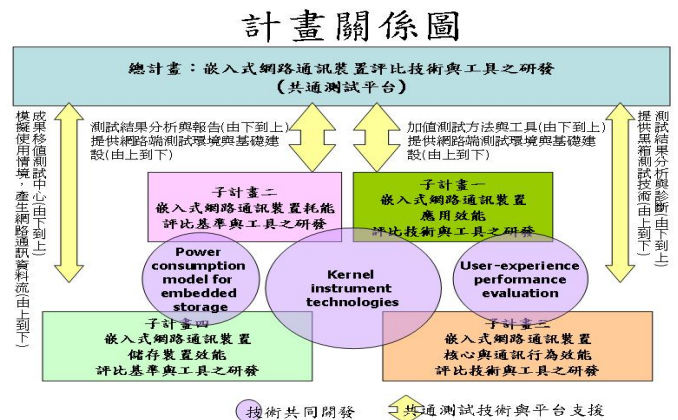 計畫關係圖
總計畫：嵌入式網路通訊裝置評比技術與工具之研發
(共通測試平台)
成果移值測試中心(由下到上)
模擬使用情境，產生網路通訊資料流(由上到下)
測試結果分析與報告(由下到上)
提供網路端測試環境與基礎建
設(由上到下)
加值測試方法與工具(由下到上)
提供網路端測試環境與基礎建
設(由上到下)
測試結果分析與診斷(由下到上)
提供黑箱測試技術(由上到下)
子計畫二
嵌入式網路通訊裝置耗能
評比基準與工具之研發
子計畫一
嵌入式網路通訊裝置
應用效能
評比技術與工具之研發
Power
consumption
model for
embedded
storage
Kernel
instrument
technologies
User-experience
performance
evaluation
子計畫四
嵌入式網路通訊裝置
儲存裝置效能
評比基準與工具之研發
子計畫三
嵌入式網路通訊裝置
核心與通訊行為效能
評比技術與工具之研發
技術共同開發
共通測試技術與平台支援